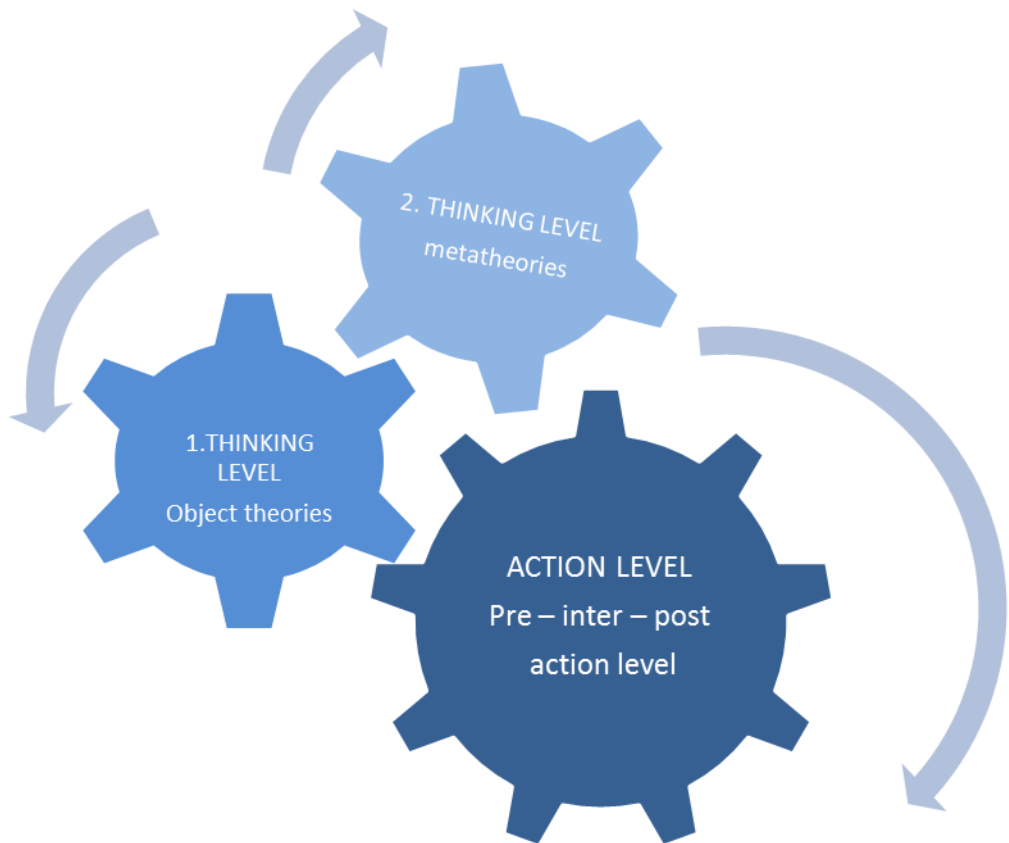 2. THINKING LEVEL
metatheories
1.THINKING
LEVEL
Object theories
ACTION LEVEL
Pre – inter – post
action level